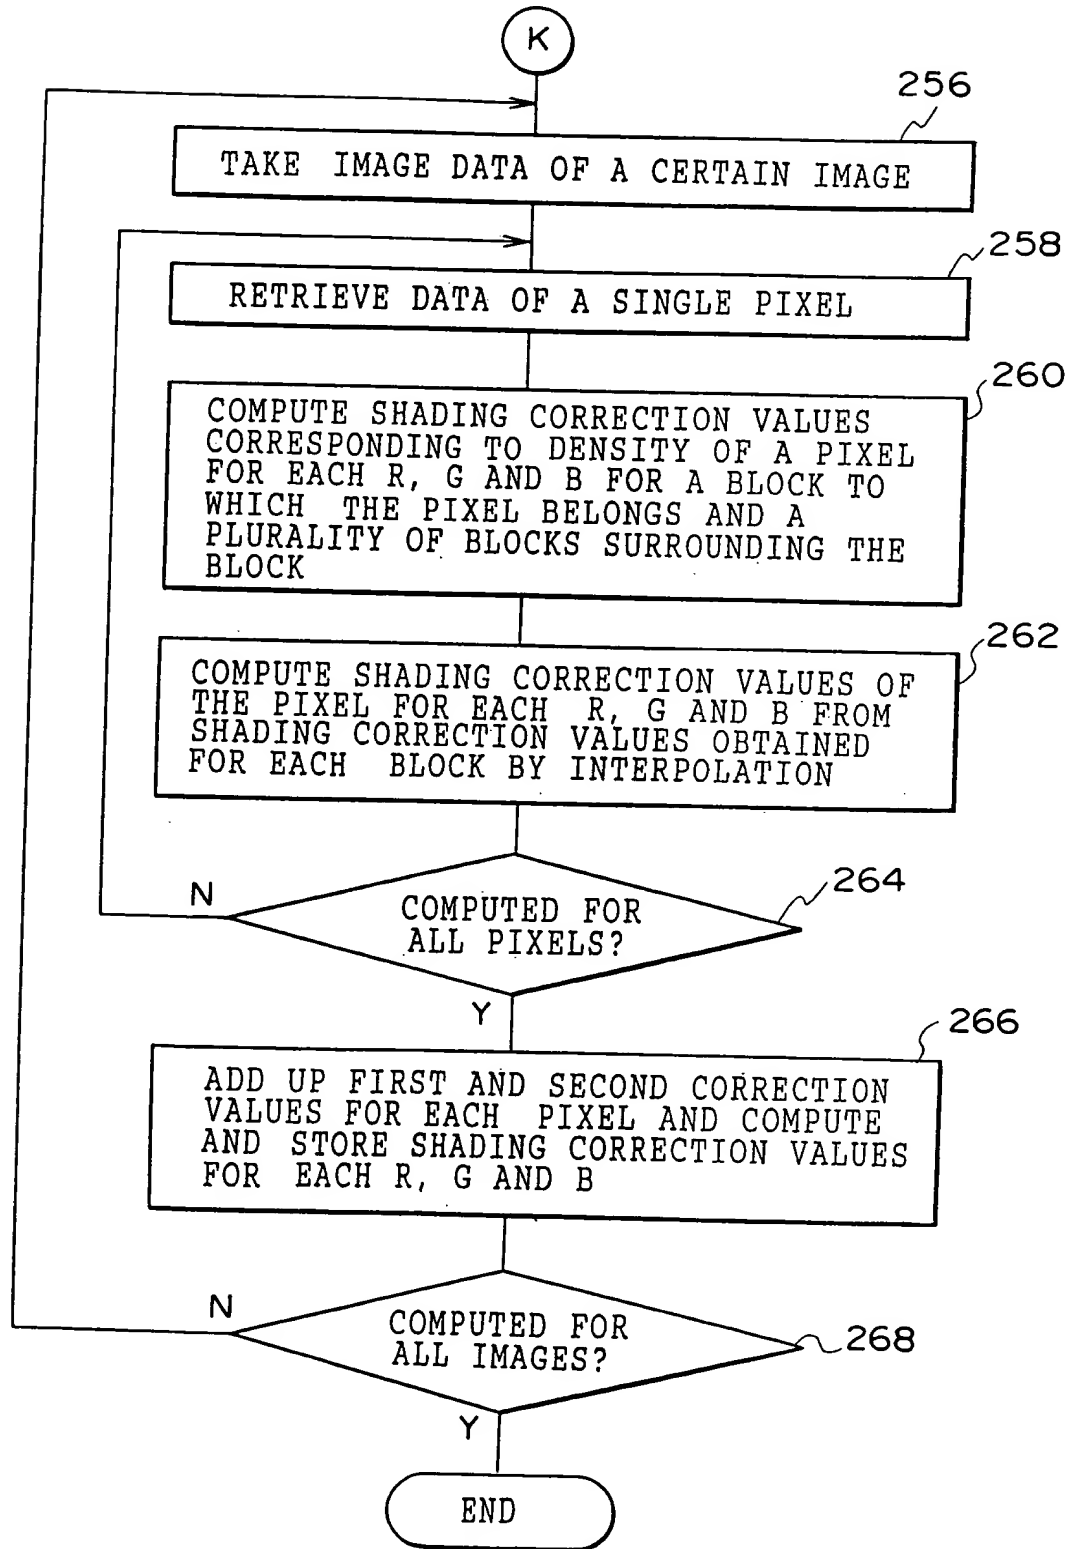 K
256
TAKE IMAGE DATA OF A CERTAIN IMAGE
258
RETRIEVE DATA OF A SINGLE PIXEL
260
COMPUTE SHADING CORRECTION VALUES
CORRESPONDING TO DENSITY OF A PIXEL
FOR EACH R, G AND B FOR A BLOCK TO
WHICH THE PIXEL BELONGS AND A
PLURALITY OF BLOCKS SURROUNDING THE
BLOCK
262
COMPUTE SHADING CORRECTION VALUES OF
THE PIXEL FOR EACH R, G AND B FROM
SHADING CORRECTION VALUES OBTAINED
FOR EACH BLOCK BY INTERPOLATION
264
N
COMPUTED FOR
ALL PIXELS?
Y
266
ADD UP FIRST AND SECOND CORRECTION
VALUES FOR EACH PIXEL AND COMPUTE
AND STORE SHADING CORRECTION VALUES
FOR EACH R, G AND B
N
COMPUTED FOR
ALL IMAGES?
268
Y
END